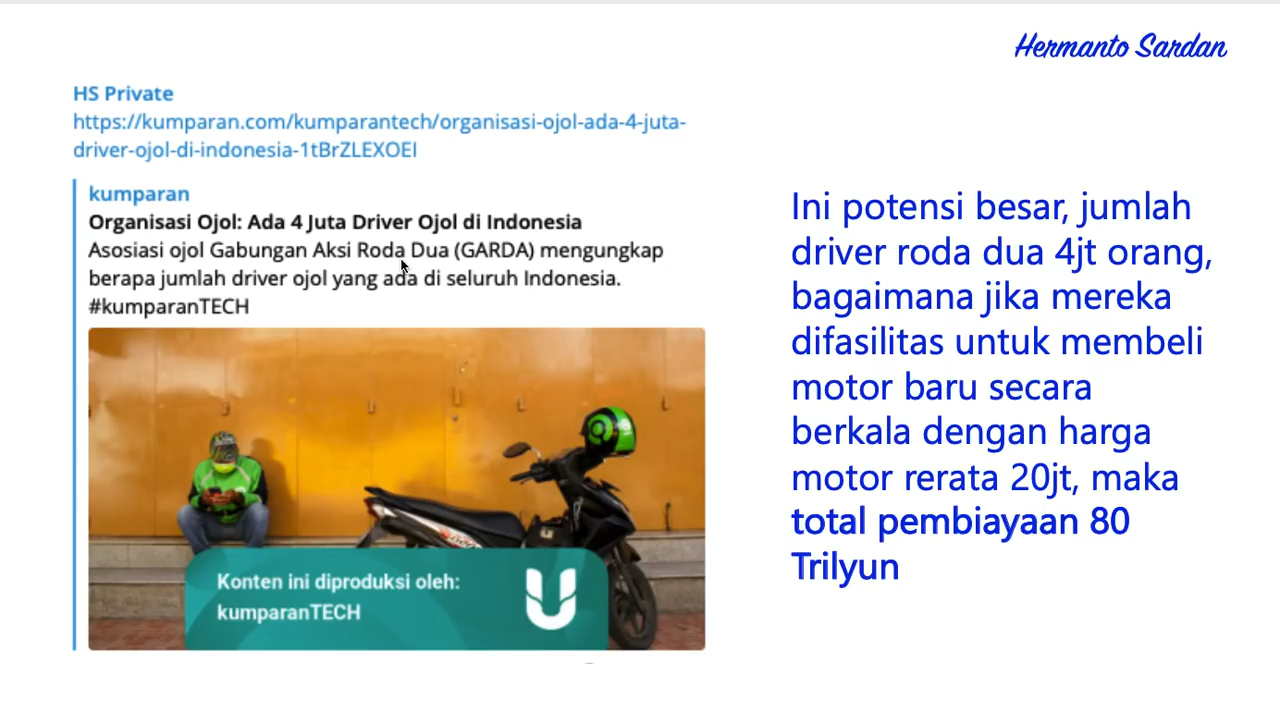 Hermanto Sardan
HS Private
https://kumparan.com/kumparantech/organisasi-ojol-ada-4-juta-
driver-ojol-di-indonesia-1tBrZLEXOEI
kumparan
Organisasi Ojol: Ada 4 Juta Driver Ojol di Indonesia
Asosiasi ojol Gabungan Aksi Roda Dua (GARDA) mengungkap
berapa jumlah driver ojol yang ada di seluruh Indonesia.
#kumparanTECH
Konten ini diproduksi oleh:
kumparanTECH
Ini potensi besar, jumlah
driver roda dua 4jt orang,
bagaimana jika mereka
difasilitas untuk membeli
motor baru secara
berkala dengan harga
motor rerata 20jt, maka
total pembiayaan 80
Trilyun